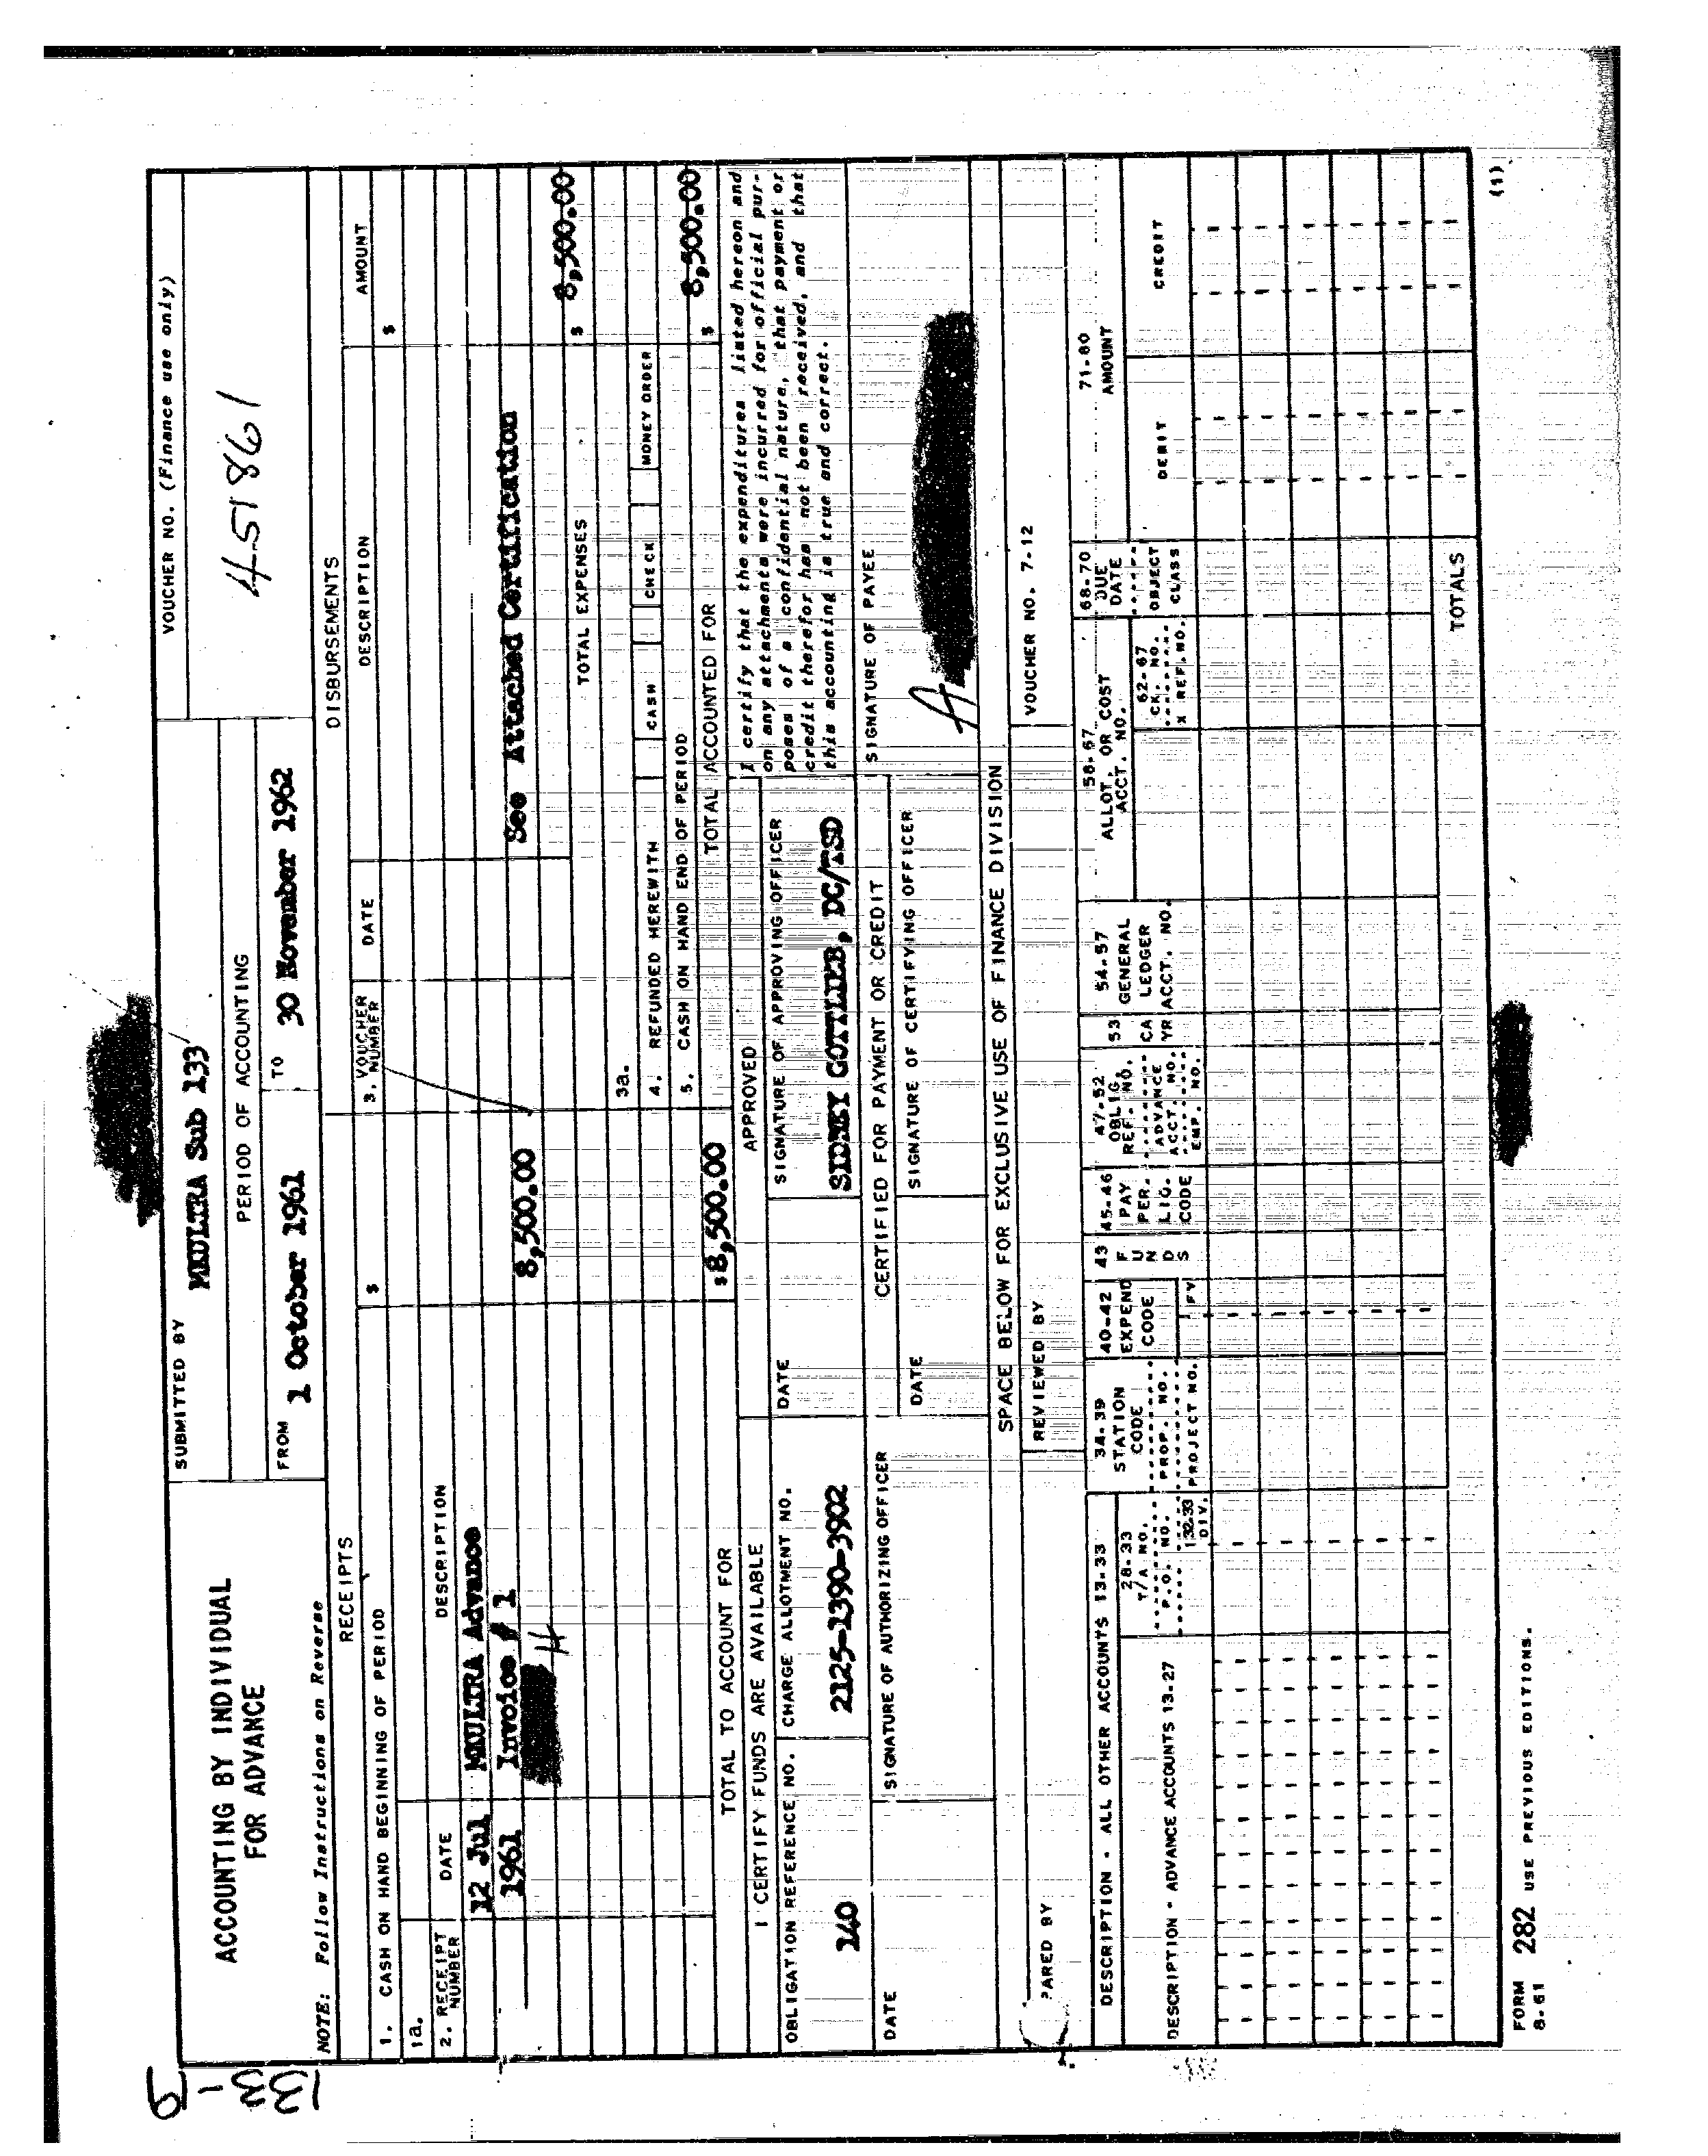 ACCOUNTING BY INDIVIDUAL
FOR ADVANCE
NOTE: Follow Instructions on Reverse
SUBMITTED BY
MKULTRA Sub 133
PERIOD OF ACCOUNTING
FROM 1 October 1961 TO 30 November 1962
VOUCHER NO. (Finance use only)
451861
RECEIPTS
DISBURSEMENTS
1. CASH ON HAND BEGINNING OF PERIOD $
1a.
2. RECEIPT NUMBER DATE DESCRIPTION
3. VOUCHER NUMBER DATE DESCRIPTION AMOUNT
$
12 Jul MKULTRA Advance
1961 Invoice # 1 8,500.00
See Attached Certification
TOTAL EXPENSES $ 8,500.00
3a.
4. REFUNDED HEREWITH CASH CHECK MONEY ORDER
5. CASH ON HAND END OF PERIOD
TOTAL TO ACCOUNT FOR $8,500.00
TOTAL ACCOUNTED FOR $ 8,500.00
I CERTIFY FUNDS ARE AVAILABLE
OBLIGATION REFERENCE NO. CHARGE ALLOTMENT NO.
140 2125-1390-3902
DATE SIGNATURE OF AUTHORIZING OFFICER
APPROVED
DATE SIGNATURE OF APPROVING OFFICER
SIDNEY GOTTLIEB, DC/TSD
CERTIFIED FOR PAYMENT OR CREDIT
DATE SIGNATURE OF CERTIFYING OFFICER
I certify that the expenditures listed hereon and
on any attachments were incurred for official pur-
poses of a confidential nature, that payment or
credit therefor has not been received, and that
this accounting is true and correct.
SIGNATURE OF PAYEE
A
SPACE BELOW FOR EXCLUSIVE USE OF FINANCE DIVISION
PARED BY REVIEWED BY VOUCHER NO. 7-12
DESCRIPTION - ALL OTHER ACCOUNTS 13-33
DESCRIPTION - ADVANCE ACCOUNTS 13-27
28-33
T/A NO.
P.O. NO.
32-33
DIV.
34-39
STATION
CODE
PROP. NO.
PROJECT NO.
40-42
EXPEND
CODE
FY
43
FUNDS
45-46
PAY
PER.
LIQ.
CODE
47-52
OBLIG.
REF. NO.
ADVANCE
ACCT. NO.
EMP. NO.
53
CA
YR
54-57
GENERAL
LEDGER
ACCT. NO.
58-67
ALLOT. OR COST
ACCT. NO.
62-67
CK. NO.
X REF. NO.
68-70
DUE
DATE
OBJECT
CLASS
71-80
AMOUNT
DEBIT CREDIT
TOTALS
FORM
8-61 282 USE PREVIOUS EDITIONS. (1)